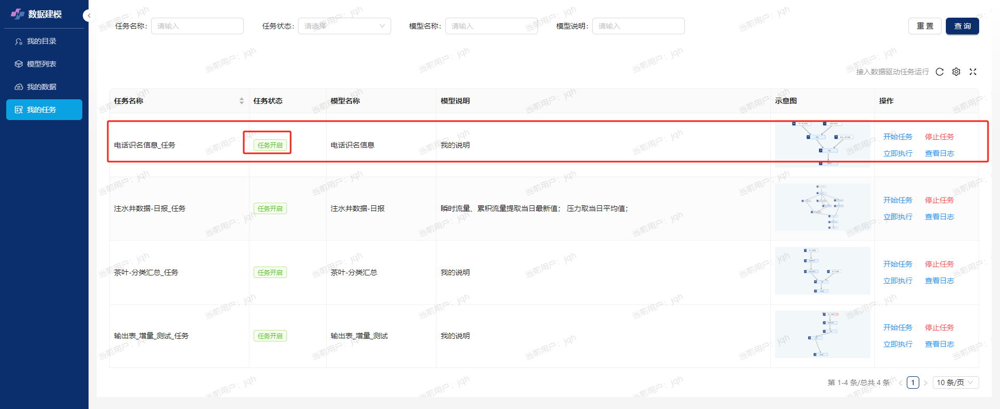 数据建模
我的目录
模型列表
我的数据
我的任务
任务名称: 请输入 任务状态: 请选择 模型名称: 请输入 模型说明: 请输入 重置 查询
接入数据驱动任务运行
任务名称 任务状态 模型名称 模型说明 示意图 操作
电话识名信息_任务 任务开启 电话识名信息 我的说明 开始任务 停止任务
立即执行 查看日志
注水井数据-日报_任务 任务开启 注水井数据-日报 瞬时流量、累积流量提取当日最新值; 压力取当日平均值; 开始任务 停止任务
立即执行 查看日志
茶叶-分类汇总_任务 任务开启 茶叶-分类汇总 我的说明 开始任务 停止任务
立即执行 查看日志
输出表_增量_测试_任务 任务开启 输出表_增量_测试 我的说明 开始任务 停止任务
立即执行 查看日志
第 1-4 条/总共 4 条 1 10 条/页
当前用户: jqh